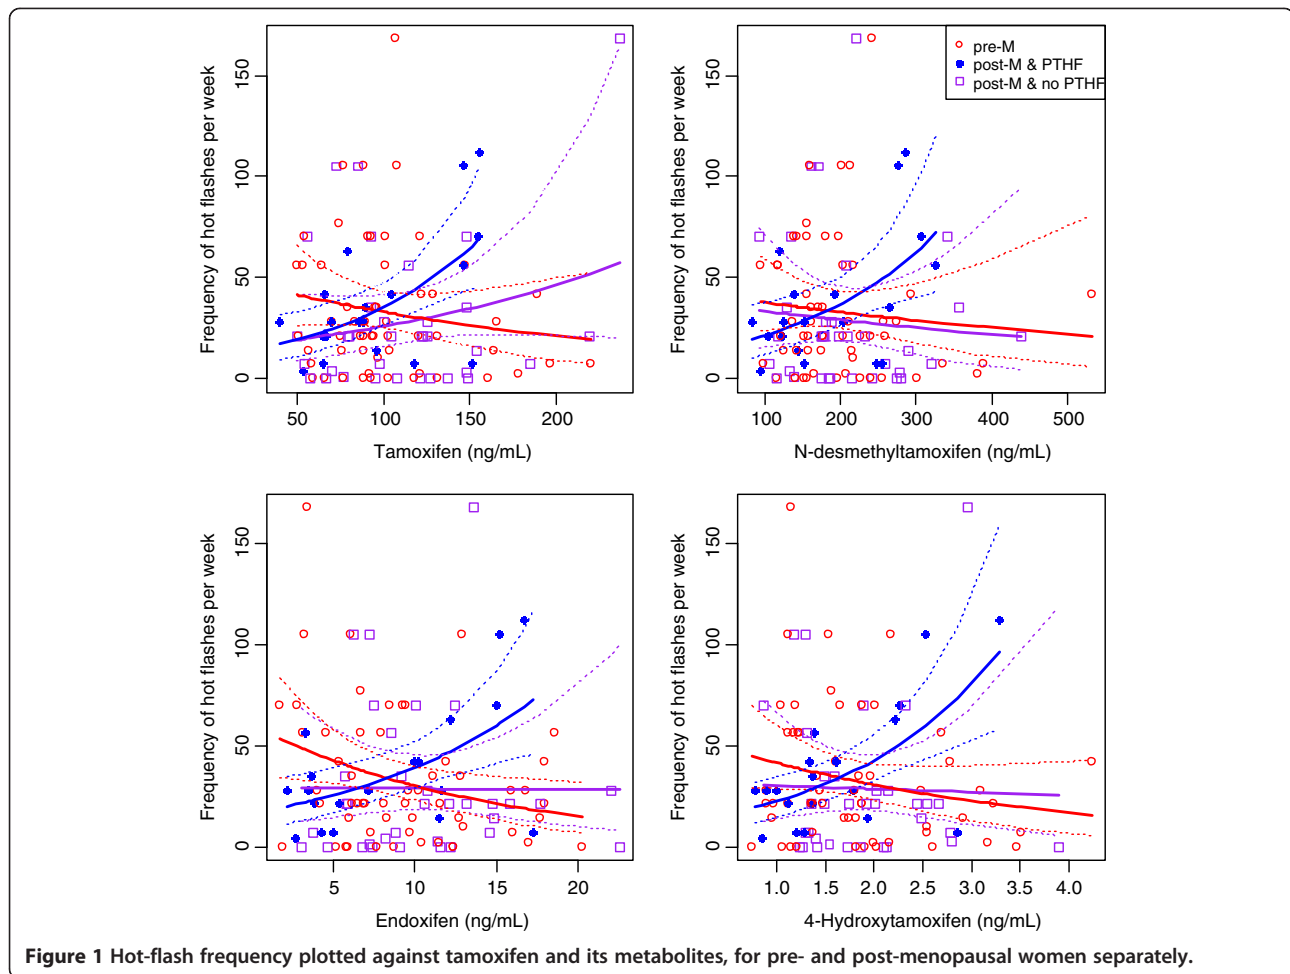 Frequency of hot flashes per week
0 50 100 150
50 100 150 200
Tamoxifen (ng/mL)
Frequency of hot flashes per week
0 50 100 150
pre-M
post-M & PTHF
post-M & no PTHF
100 200 300 400 500
N-desmethyltamoxifen (ng/mL)
Frequency of hot flashes per week
0 50 100 150
5 10 15 20
Endoxifen (ng/mL)
Frequency of hot flashes per week
0 50 100 150
1.0 1.5 2.0 2.5 3.0 3.5 4.0
4-Hydroxytamoxifen (ng/mL)
Figure 1 Hot-flash frequency plotted against tamoxifen and its metabolites, for pre- and post-menopausal women separately.